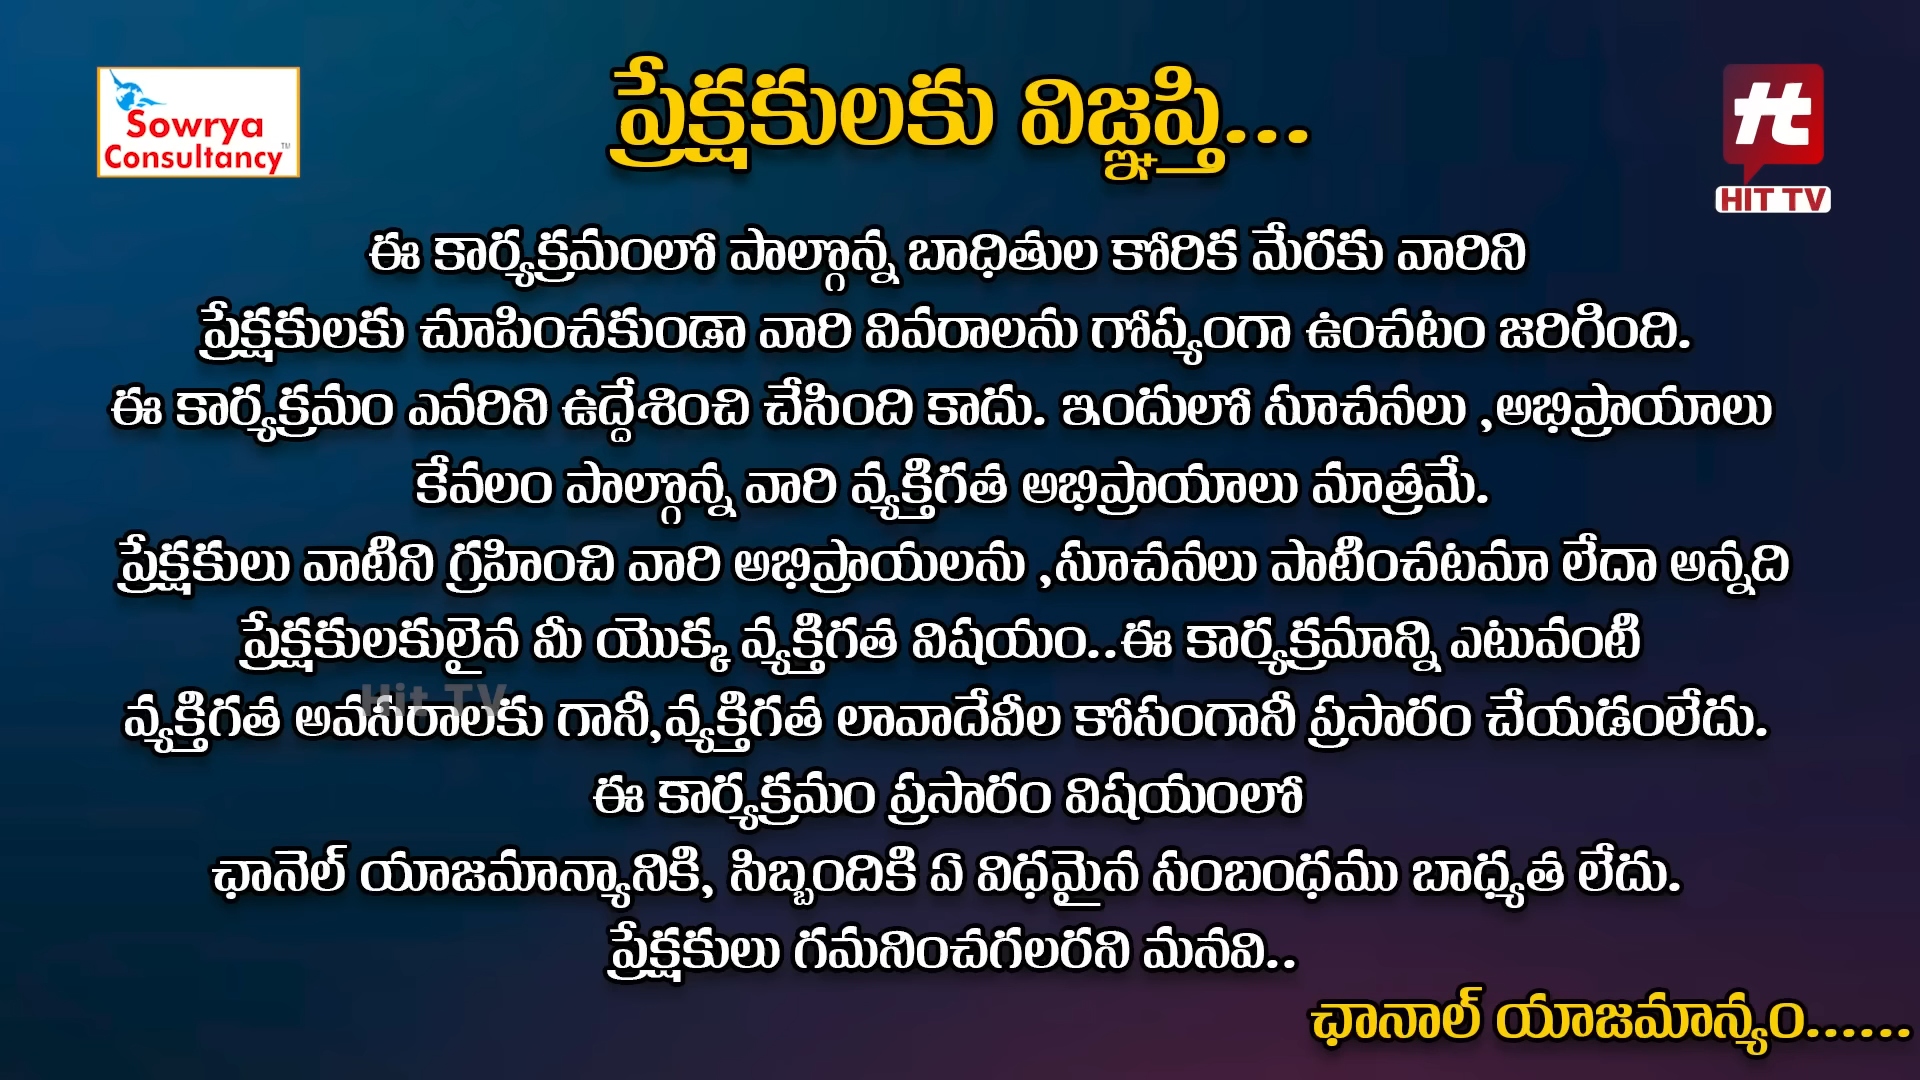 Sowrya
Consultancy
TM
ప్రేక్షకులకు విజ్ఞప్తి...
HIT TV
ఈ కార్యక్రమంలో పాల్గొన్న బాధితుల కోరిక మేరకు వారిని
ప్రేక్షకులకు చూపించకుండా వారి వివరాలను గోప్యంగా ఉంచటం జరిగింది.
ఈ కార్యక్రమం ఎవరిని ఉద్దేశించి చేసింది కాదు. ఇందులో సూచనలు ,అభిప్రాయాలు
కేవలం పాల్గొన్న వారి వ్యక్తిగత అభిప్రాయాలు మాత్రమే.
ప్రేక్షకులు వాటిని గ్రహించి వారి అభిప్రాయలను ,సూచనలు పాటించటమా లేదా అన్నది
ప్రేక్షకులకులైన మీ యొక్క వ్యక్తిగత విషయం..ఈ కార్యక్రమాన్ని ఎటువంటి
Hit TV
వ్యక్తిగత అవసరాలకు గానీ,వ్యక్తిగత లావాదేవీల కోసంగానీ ప్రసారం చేయడంలేదు.
ఈ కార్యక్రమం ప్రసారం విషయంలో
ఛానెల్ యాజమాన్యానికి, సిబ్బందికి ఏ విధమైన సంబంధము బాధ్యత లేదు.
ప్రేక్షకులు గమనించగలరని మనవి..
ఛానాల్ యాజమాన్యం......